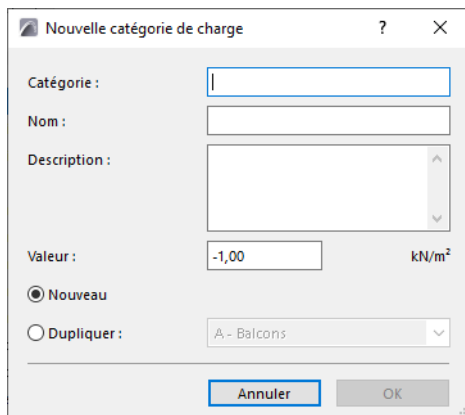 Nouvelle catégorie de charge ?
Catégorie :
Nom :
Description :
Valeur : -1,00 kN/m²
Nouveau
Dupliquer : A - Balcons
Annuler OK